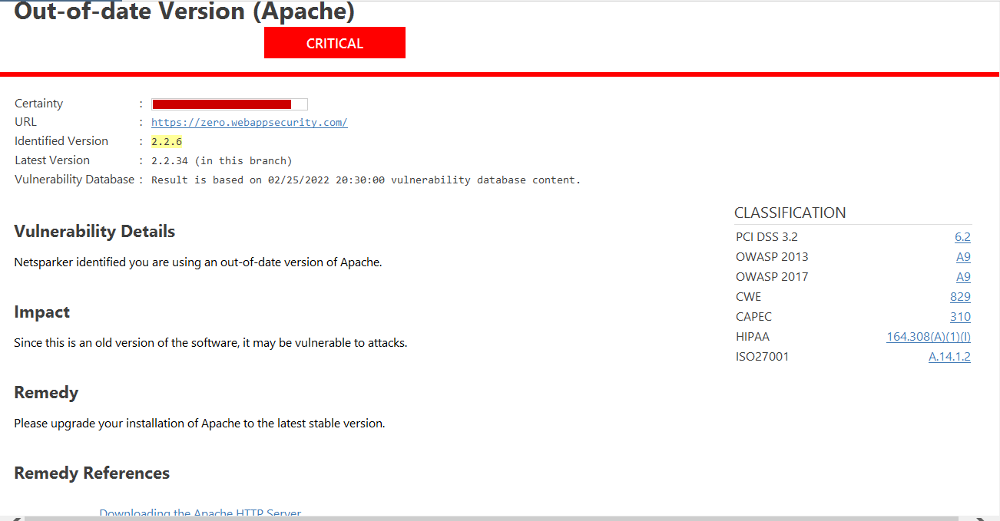 Out-of-date Version (Apache)
CRITICAL
Certainty :
URL : https://zero.webappsecurity.com/
Identified Version : 2.2.6
Latest Version : 2.2.34 (in this branch)
Vulnerability Database : Result is based on 02/25/2022 20:30:00 vulnerability database content.
Vulnerability Details
Netsparker identified you are using an out-of-date version of Apache.
Impact
Since this is an old version of the software, it may be vulnerable to attacks.
Remedy
Please upgrade your installation of Apache to the latest stable version.
Remedy References
Downloading the Apache HTTP Server
CLASSIFICATION
PCI DSS 3.2 6.2
OWASP 2013 A9
OWASP 2017 A9
CWE 829
CAPEC 310
HIPAA 164.308(A)(1)(I)
ISO27001 A.14.1.2